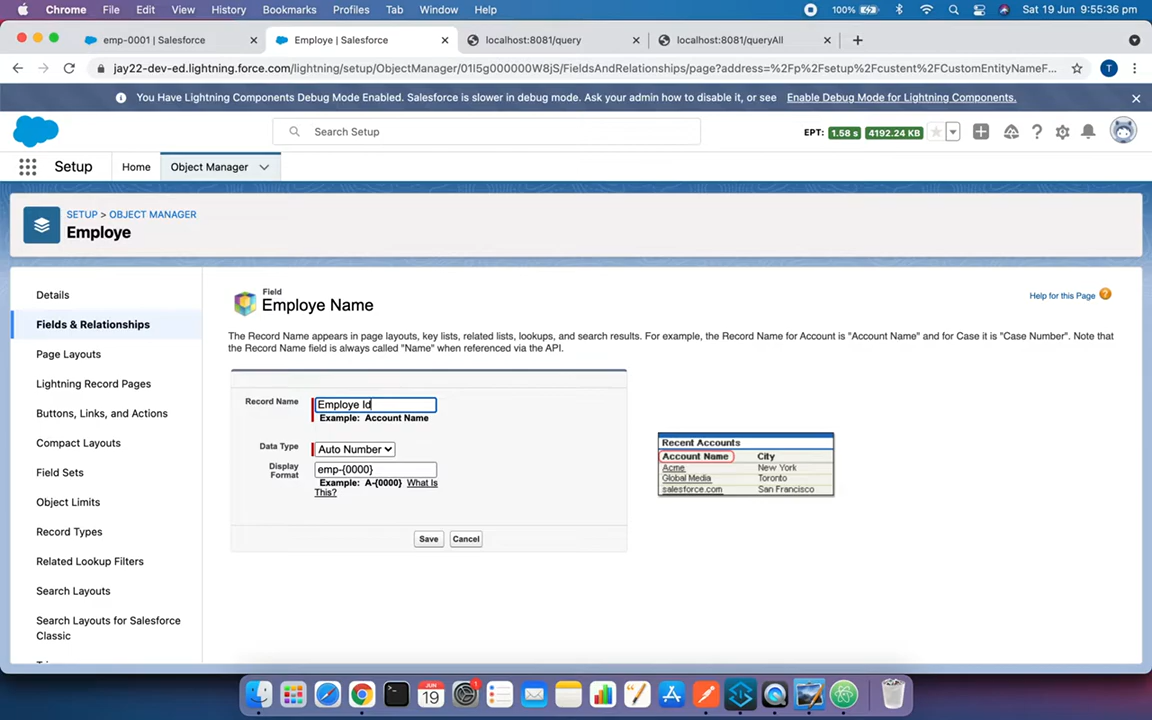 Chrome File Edit View History Bookmarks Profiles Tab Window Help 100% Sat 19 Jun 9:55:36 pm
emp-0001 | Salesforce Employe | Salesforce localhost:8081/query localhost:8081/queryAll
jay22-dev-ed.lightning.force.com/lightning/setup/ObjectManager/01I5g000000W8jS/FieldsAndRelationships/page?address=%2Fp%2Fsetup%2Fcustent%2FCustomEntityNameF... T
You Have Lightning Components Debug Mode Enabled. Salesforce is slower in debug mode. Ask your admin how to disable it, or see Enable Debug Mode for Lightning Components.
Search Setup EPT: 1.58 s 4192.24 KB
Setup Home Object Manager
SETUP > OBJECT MANAGER
Employe
Details
Fields & Relationships
Page Layouts
Lightning Record Pages
Buttons, Links, and Actions
Compact Layouts
Field Sets
Object Limits
Record Types
Related Lookup Filters
Search Layouts
Search Layouts for Salesforce
Classic
Field
Employe Name
Help for this Page
The Record Name appears in page layouts, key lists, related lists, lookups, and search results. For example, the Record Name for Account is "Account Name" and for Case it is "Case Number". Note that
the Record Name field is always called "Name" when referenced via the API.
Record Name Employe Id
Example: Account Name
Data Type Auto Number
Display
Format
emp-{0000}
Example: A-{0000} What Is
This?
Save Cancel
Recent Accounts
Account Name City
Acme New York
Global Media Toronto
salesforce.com San Francisco
JUN
19
1